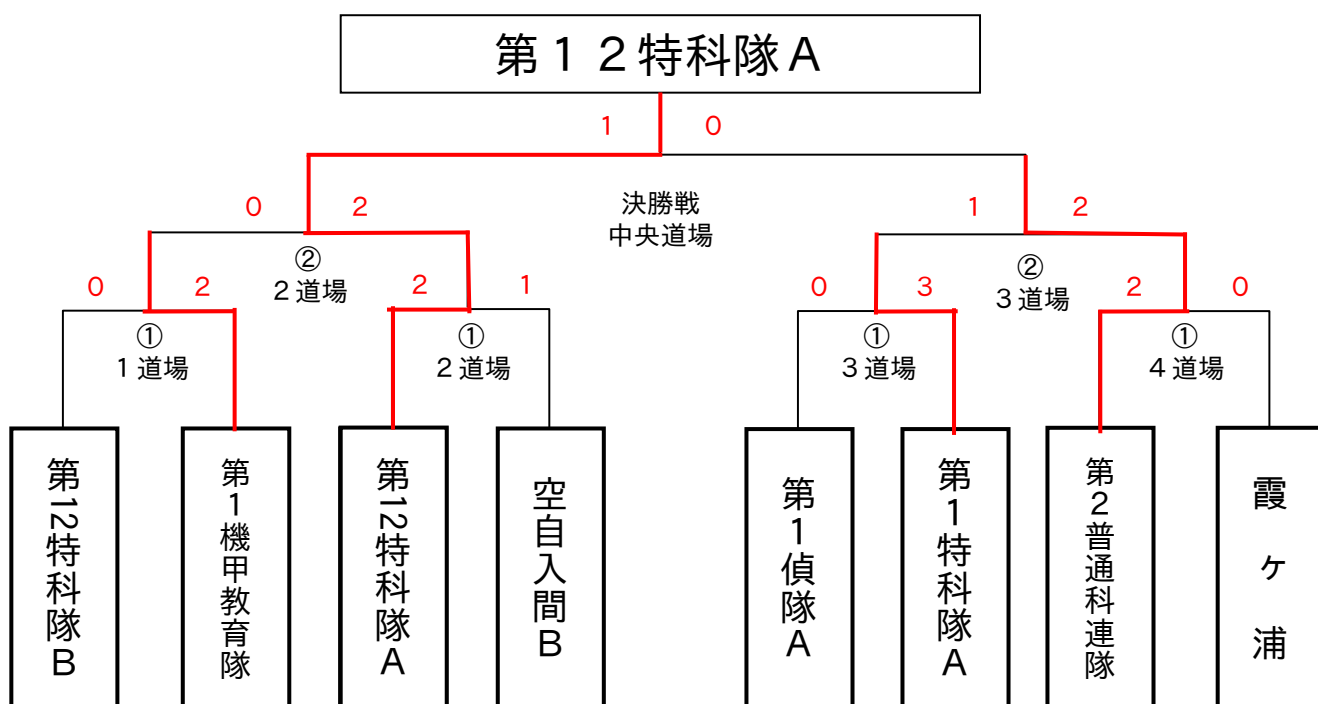 第１２特科隊Ａ
1 0
決勝戦
中央道場
0 2
1 2
②
２道場
②
３道場
0 2
2 1
0 3
2 0
①
１道場
①
２道場
①
３道場
①
４道場
第12特科隊Ｂ
第１機甲教育隊
第12特科隊Ａ
空自入間Ｂ
第１偵隊Ａ
第１特科隊Ａ
第２普通科連隊
霞ヶ浦